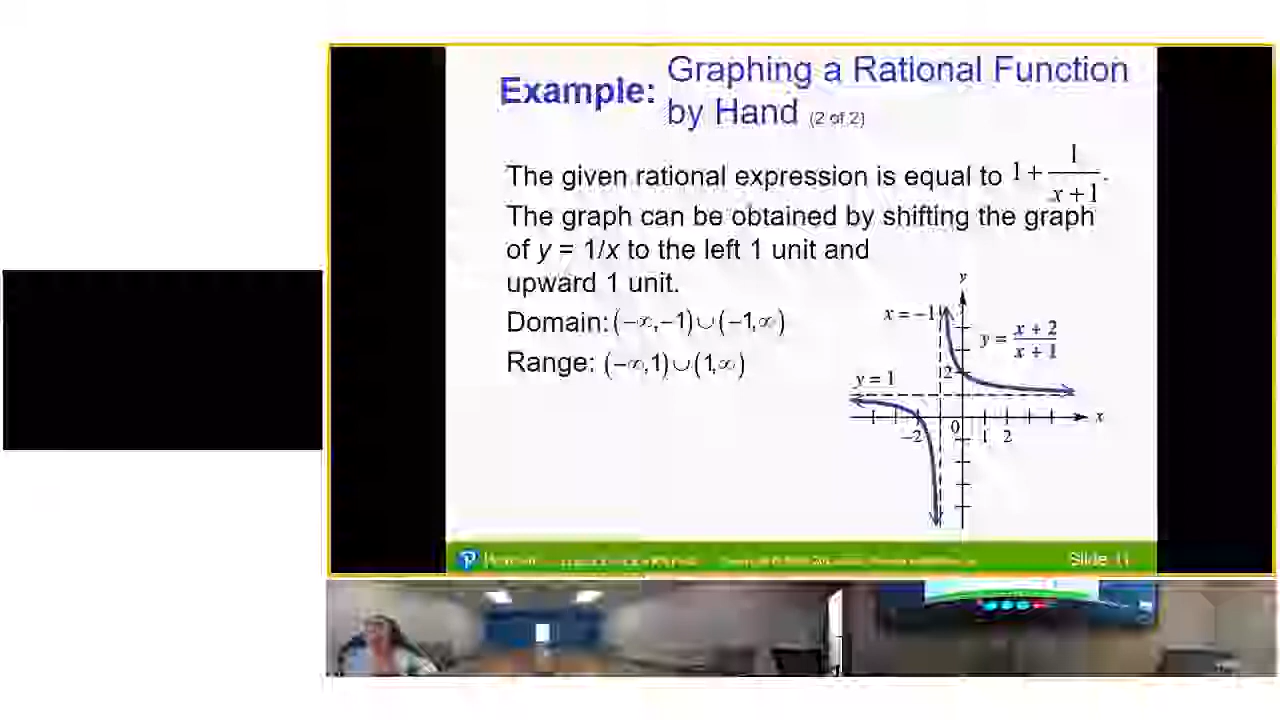 Example: Graphing a Rational Function
by Hand (2 of 2)
The given rational expression is equal to 1 + 1/(x + 1).
The graph can be obtained by shifting the graph
of y = 1/x to the left 1 unit and
upward 1 unit.
Domain: (−∞,−1)∪(−1,∞)
Range: (−∞,1)∪(1,∞)
y
x = −1
y = (x + 2)/(x + 1)
2
y = 1
x
−2
0
1
2
Pearson
Slide 11